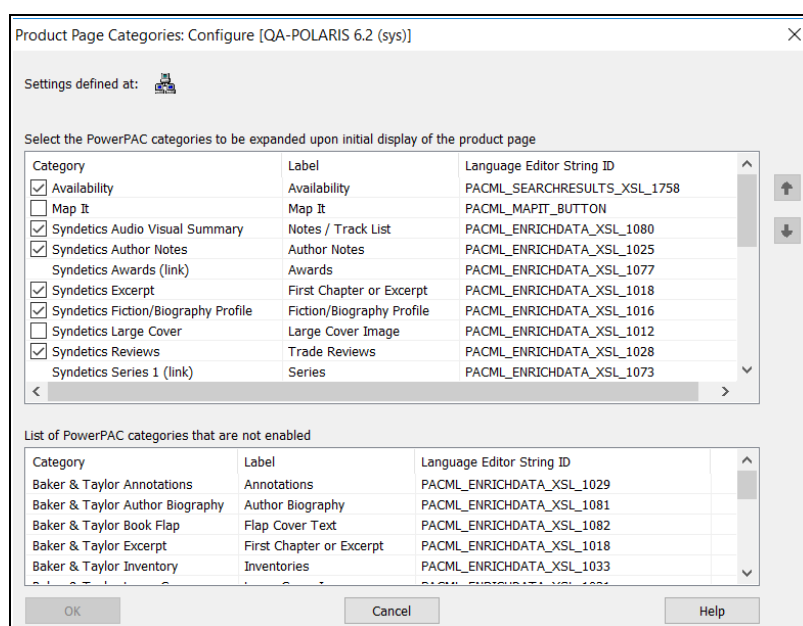 Product Page Categories: Configure [QA-POLARIS 6.2 (sys)]
Settings defined at:
Select the PowerPAC categories to be expanded upon initial display of the product page
Category Label Language Editor String ID
Availability Availability PACML_SEARCHRESULTS_XSL_1758
Map It Map It PACML_MAPIT_BUTTON
Syndetics Audio Visual Summary Notes / Track List PACML_ENRICHDATA_XSL_1080
Syndetics Author Notes Author Notes PACML_ENRICHDATA_XSL_1025
Syndetics Awards (link) Awards PACML_ENRICHDATA_XSL_1077
Syndetics Excerpt First Chapter or Excerpt PACML_ENRICHDATA_XSL_1018
Syndetics Fiction/Biography Profile Fiction/Biography Profile PACML_ENRICHDATA_XSL_1016
Syndetics Large Cover Large Cover Image PACML_ENRICHDATA_XSL_1012
Syndetics Reviews Trade Reviews PACML_ENRICHDATA_XSL_1028
Syndetics Series 1 (link) Series PACML_ENRICHDATA_XSL_1073
List of PowerPAC categories that are not enabled
Category Label Language Editor String ID
Baker & Taylor Annotations Annotations PACML_ENRICHDATA_XSL_1029
Baker & Taylor Author Biography Author Biography PACML_ENRICHDATA_XSL_1081
Baker & Taylor Book Flap Flap Cover Text PACML_ENRICHDATA_XSL_1082
Baker & Taylor Excerpt First Chapter or Excerpt PACML_ENRICHDATA_XSL_1018
Baker & Taylor Inventory Inventories PACML_ENRICHDATA_XSL_1033
OK Cancel Help